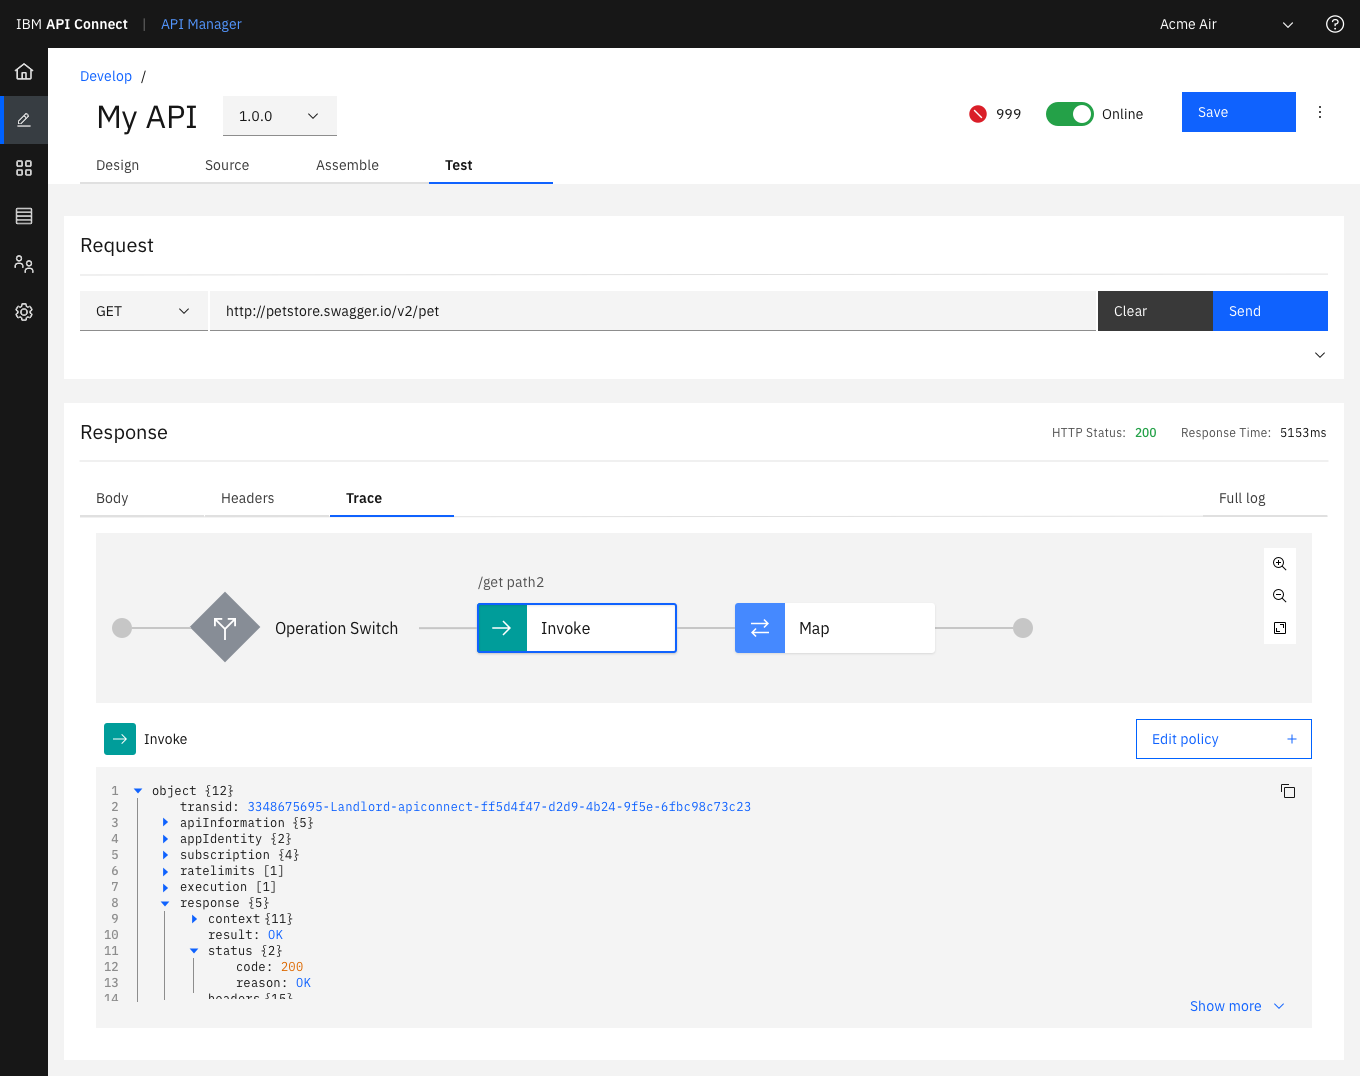 IBM API Connect | API Manager
Acme Air
Develop /
My API
1.0.0
999
Online
Save
Design
Source
Assemble
Test
Request
GET
http://petstore.swagger.io/v2/pet
Clear
Send
Response
HTTP Status: 200
Response Time: 5153ms
Body
Headers
Trace
Full log
/get path2
Operation Switch
Invoke
Map
Invoke
Edit policy +
1 object {12}
2 transid: 3348675695-Landlord-apiconnect-ff5d4f47-d2d9-4b24-9f5e-6fbc98c73c23
3 apiInformation {5}
4 appIdentity {2}
5 subscription {4}
6 ratelimits [1]
7 execution [1]
8 response {5}
9 context {11}
10 result: OK
11 status {2}
12 code: 200
13 reason: OK
14 headers {15}
Show more